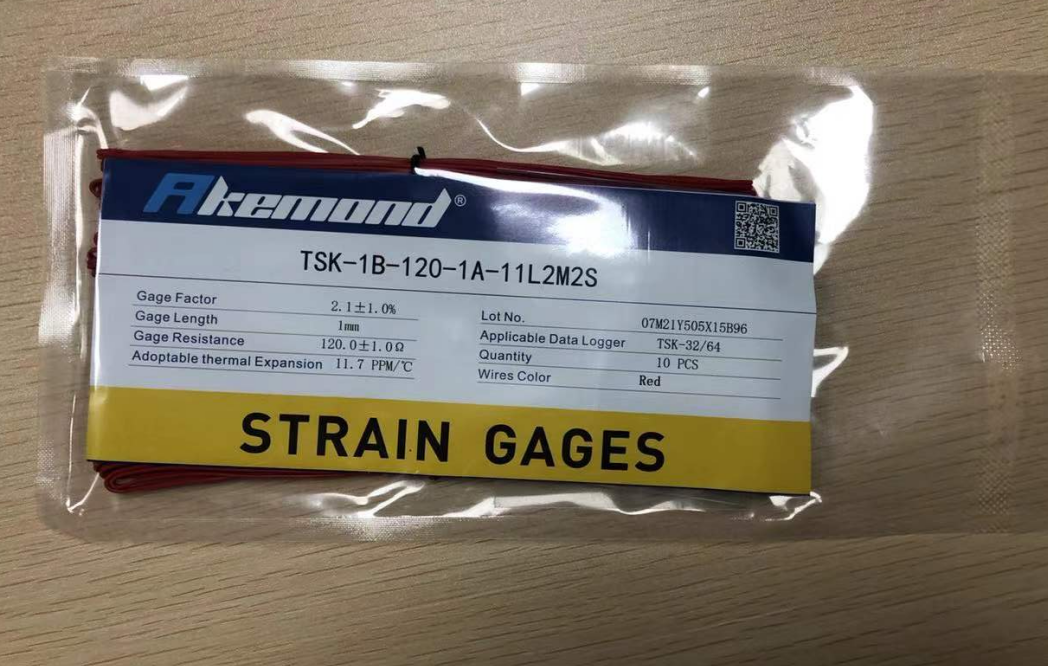 Akemond®
TSK-1B-120-1A-11L2M2S
Gage Factor 2.1±1.0%
Gage Length 1mm
Gage Resistance 120.0±1.0Ω
Adoptable thermal Expansion 11.7 PPM/℃
Lot No. 07M21Y505X15B96
Applicable Data Logger TSK-32/64
Quantity 10 PCS
Wires Color Red
STRAIN GAGES